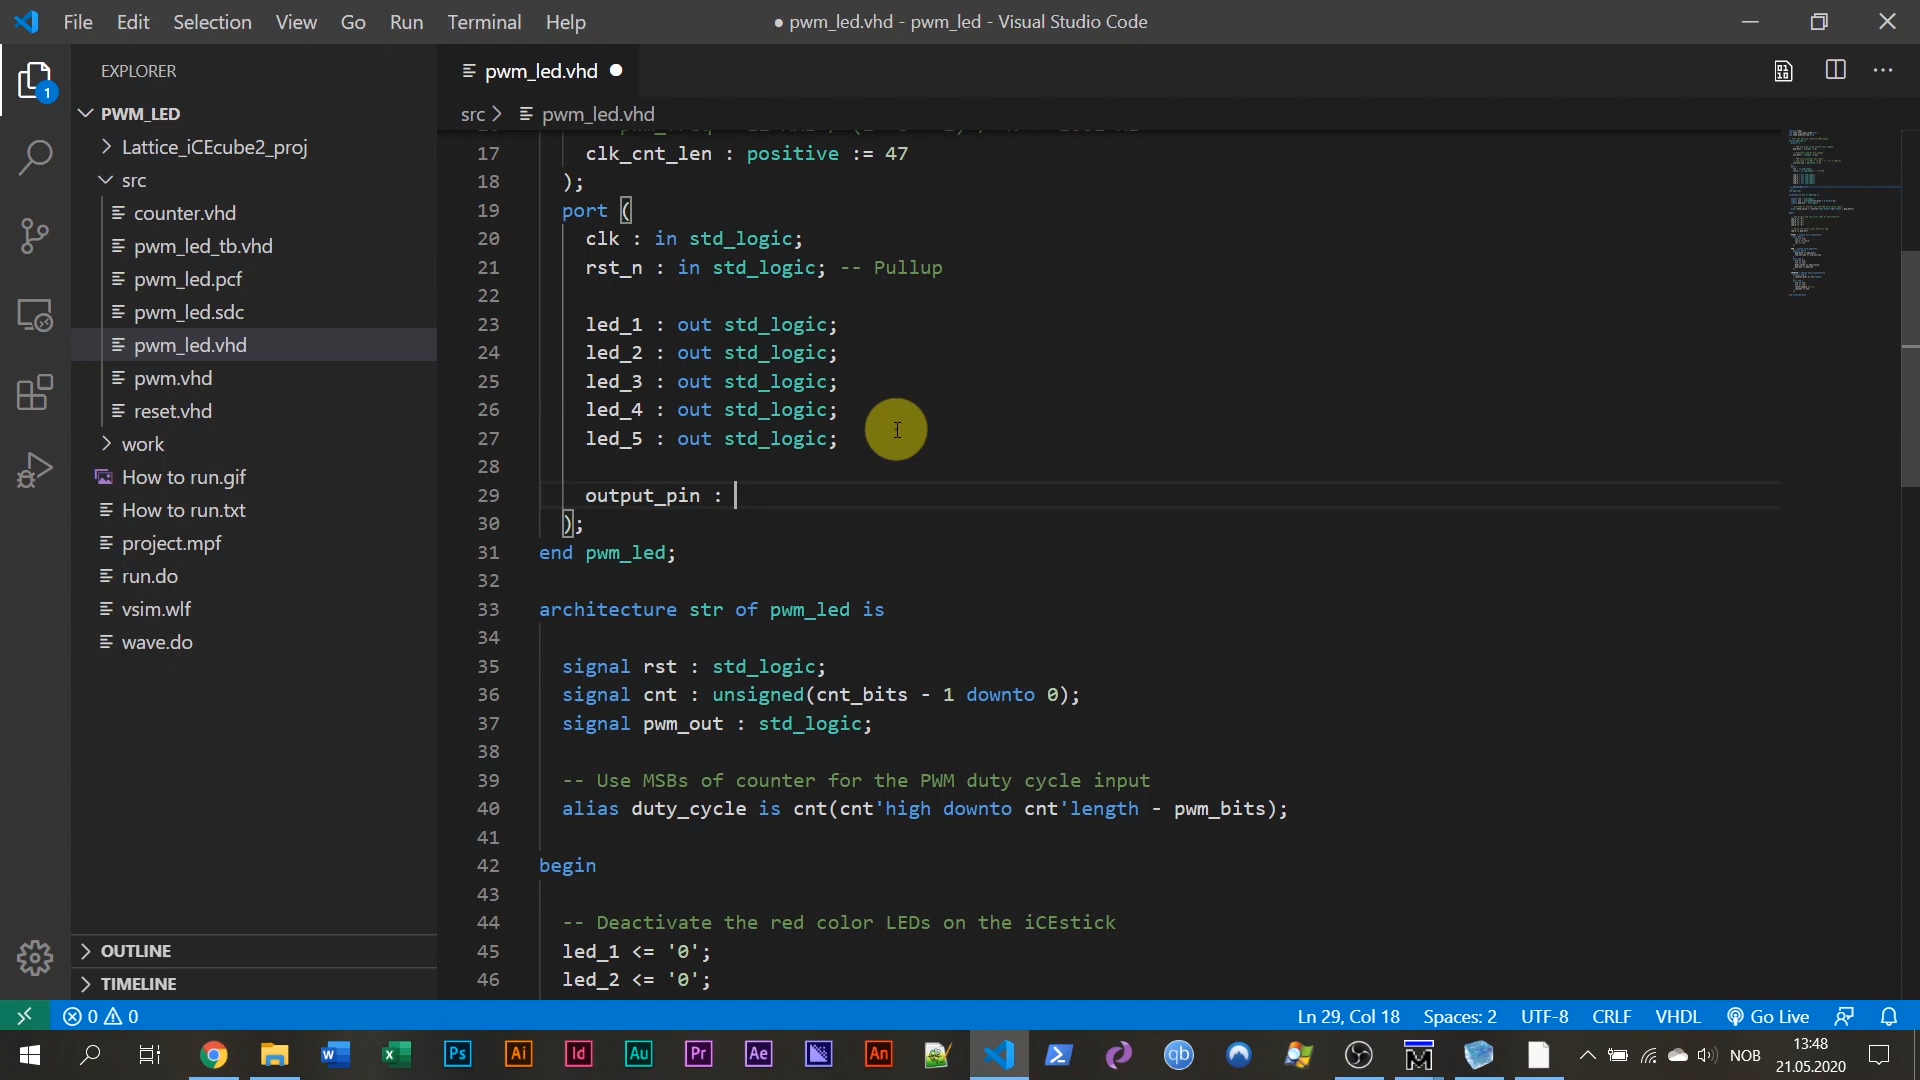 File Edit Selection View Go Run Terminal Help
● pwm_led.vhd - pwm_led - Visual Studio Code
EXPLORER
1
PWM_LED
Lattice_iCEcube2_proj
src
counter.vhd
pwm_led_tb.vhd
pwm_led.pcf
pwm_led.sdc
pwm_led.vhd
pwm.vhd
reset.vhd
work
How to run.gif
How to run.txt
project.mpf
run.do
vsim.wlf
wave.do
OUTLINE
TIMELINE
pwm_led.vhd ●
src > pwm_led.vhd
17 clk_cnt_len : positive := 47
18 );
19 port (
20 clk : in std_logic;
21 rst_n : in std_logic; -- Pullup
22
23 led_1 : out std_logic;
24 led_2 : out std_logic;
25 led_3 : out std_logic;
26 led_4 : out std_logic;
27 led_5 : out std_logic;
28
29 output_pin :
30 );
31 end pwm_led;
32
33 architecture str of pwm_led is
34
35 signal rst : std_logic;
36 signal cnt : unsigned(cnt_bits - 1 downto 0);
37 signal pwm_out : std_logic;
38
39 -- Use MSBs of counter for the PWM duty cycle input
40 alias duty_cycle is cnt(cnt'high downto cnt'length - pwm_bits);
41
42 begin
43
44 -- Deactivate the red color LEDs on the iCEstick
45 led_1 <= '0';
46 led_2 <= '0';
0 0
Ln 29, Col 18 Spaces: 2 UTF-8 CRLF VHDL Go Live
Ps Ai Id Au Pr Ae An qb
NOB
13:48
21.05.2020